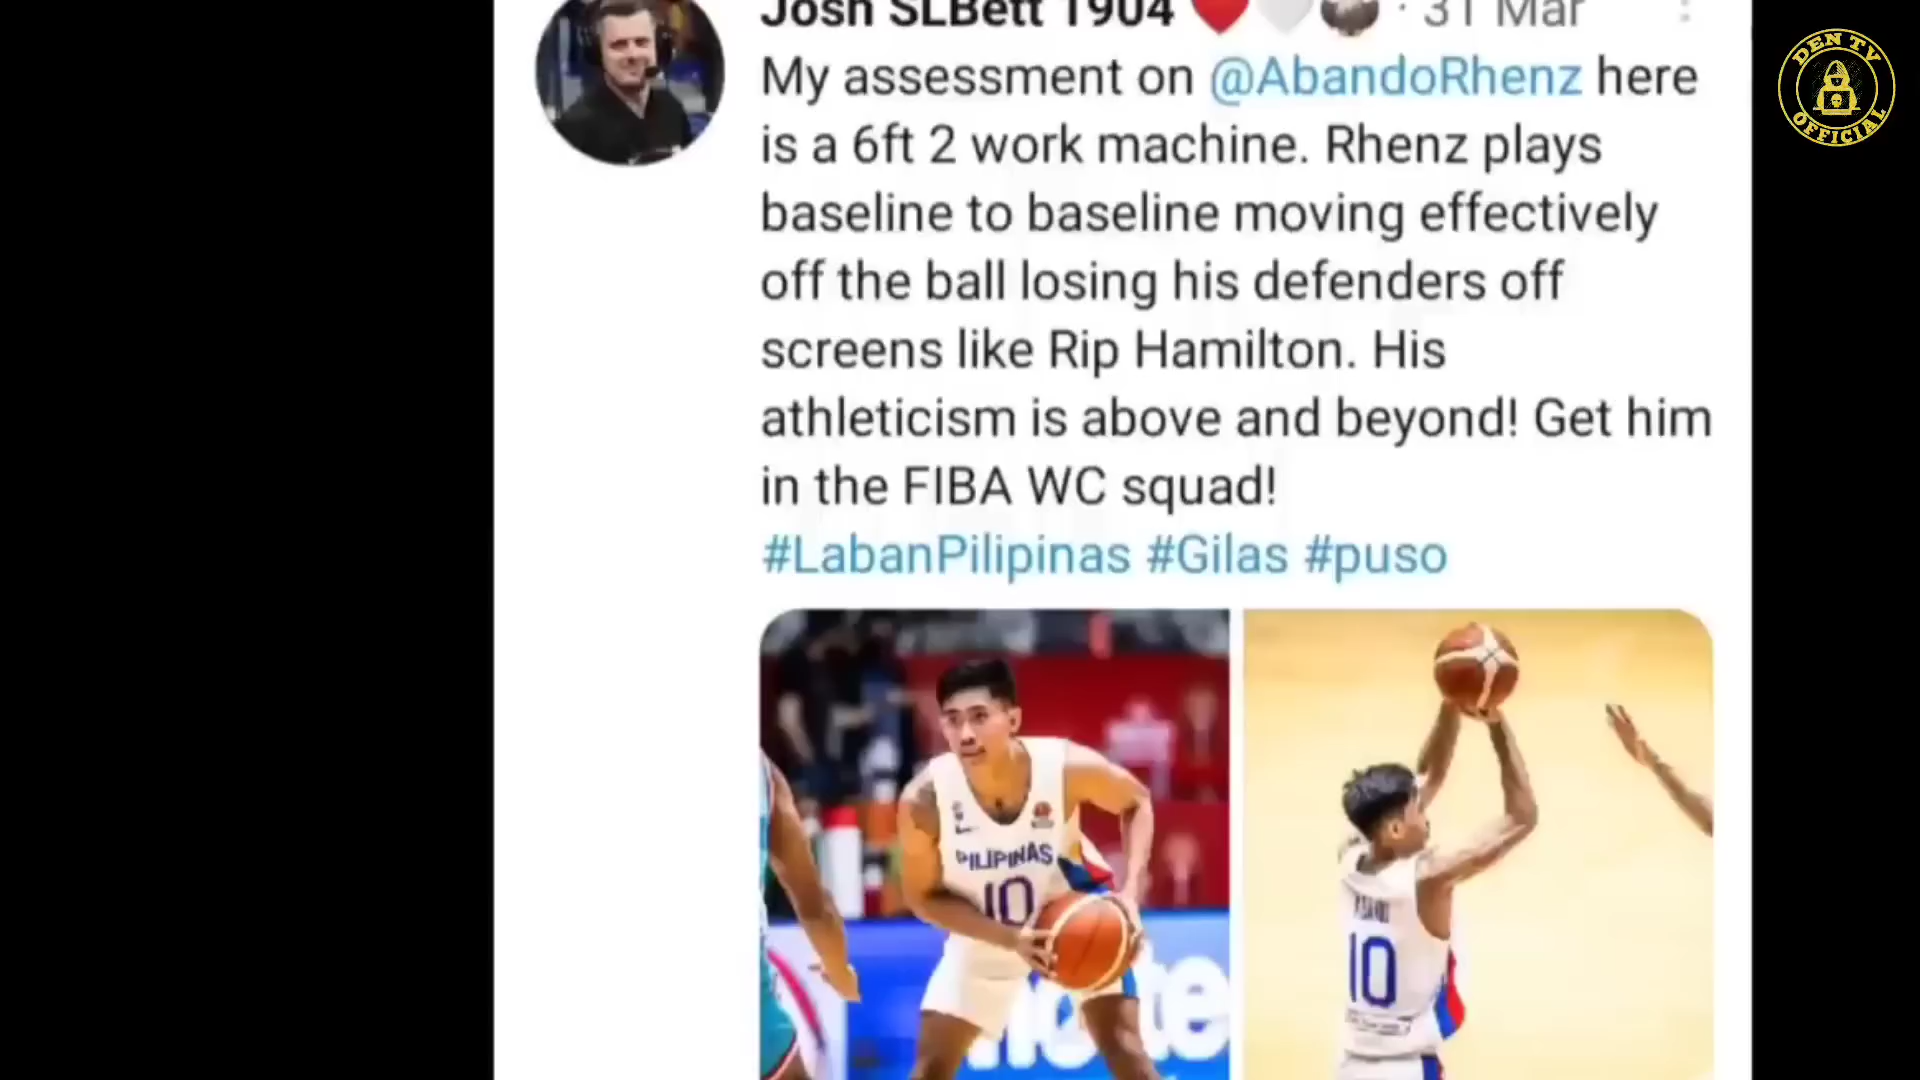 Josh SLBett 1904 ❤️🤍 · 31 Mar
My assessment on @AbandoRhenz here
is a 6ft 2 work machine. Rhenz plays
baseline to baseline moving effectively
off the ball losing his defenders off
screens like Rip Hamilton. His
athleticism is above and beyond! Get him
in the FIBA WC squad!
#LabanPilipinas #Gilas #puso
DEN TV
OFFICIAL
PILIPINAS
10
10